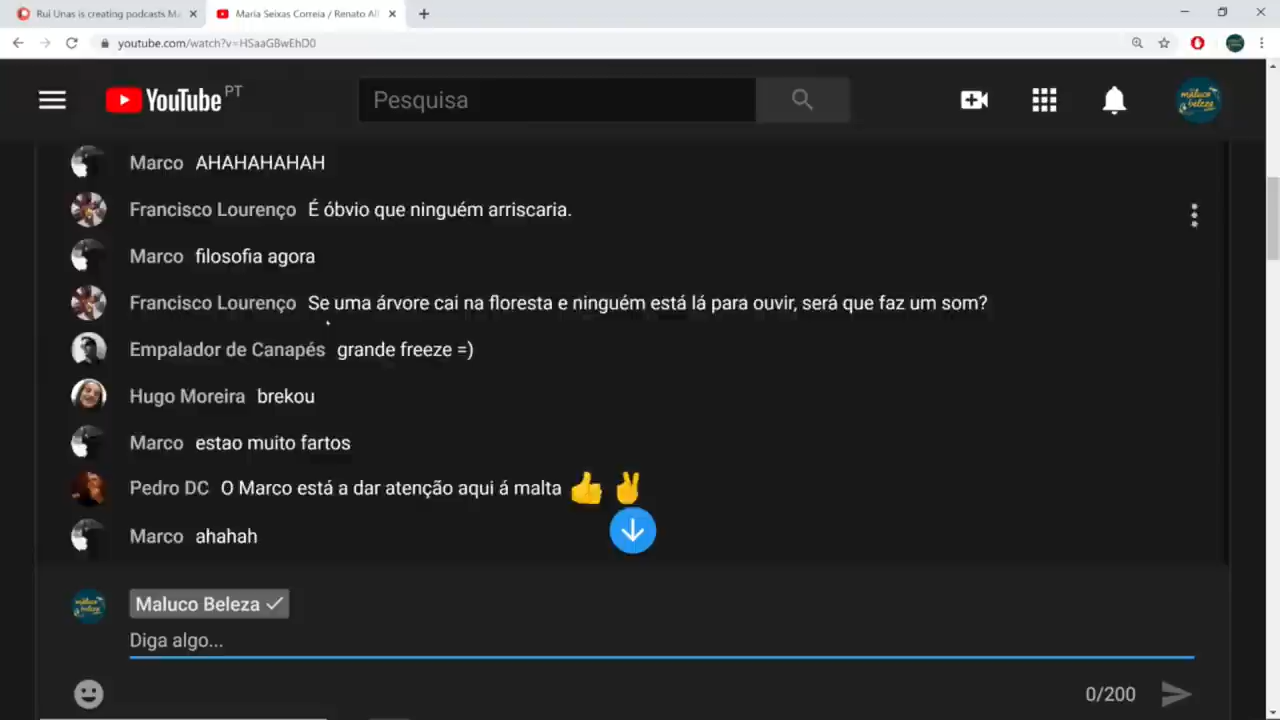 Rui Unas is creating podcasts Ma
Maria Seixas Correia / Renato Al
youtube.com/watch?v=HSaaGBwEhD0
YouTube PT
Pesquisa
maluco beleza
Marco AHAHAHAHAH
Francisco Lourenço É óbvio que ninguém arriscaria.
Marco filosofia agora
Francisco Lourenço Se uma árvore cai na floresta e ninguém está lá para ouvir, será que faz um som?
Empalador de Canapés grande freeze =)
Hugo Moreira brekou
Marco estao muito fartos
Pedro DC O Marco está a dar atenção aqui á malta 👍 ✌
Marco ahahah
Maluco Beleza ✓
Diga algo...
0/200